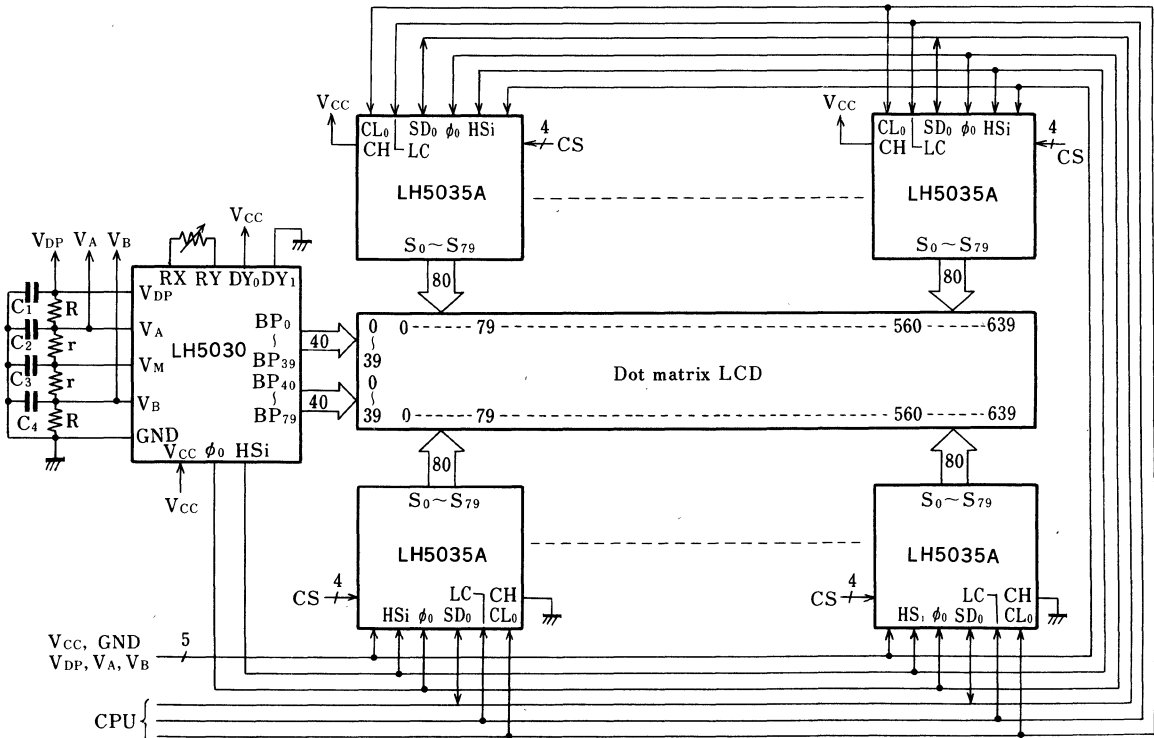 VCC
CL₀ SD₀ ϕ₀ HSi
CH LC
4
CS
LH5035A
S₀~S₇₉
80
VCC
CL₀ SD₀ ϕ₀ HSi
CH LC
4
CS
LH5035A
S₀~S₇₉
80
VDP VA VB
VCC
RX RY DY₀ DY₁
C₁
R
C₂
r
C₃
r
C₄
R
VDP
VA
VM
VB
GND
LH5030
BP₀
~
BP₃₉
BP₄₀
~
BP₇₉
40
40
VCC ϕ₀ HSi
VCC
0 0 ------ 79 560 ------ 639
~
39
Dot matrix LCD
0
~
39 0 ------ 79 560 ------ 639
80
S₀~S₇₉
LH5035A
4
CS
LC CH
HSi ϕ₀ SD₀ CL₀
80
S₀~S₇₉
LH5035A
4
CS
LC CH
HS₁ ϕ₀ SD₀ CL₀
VCC, GND
VDP, VA, VB
5
CPU